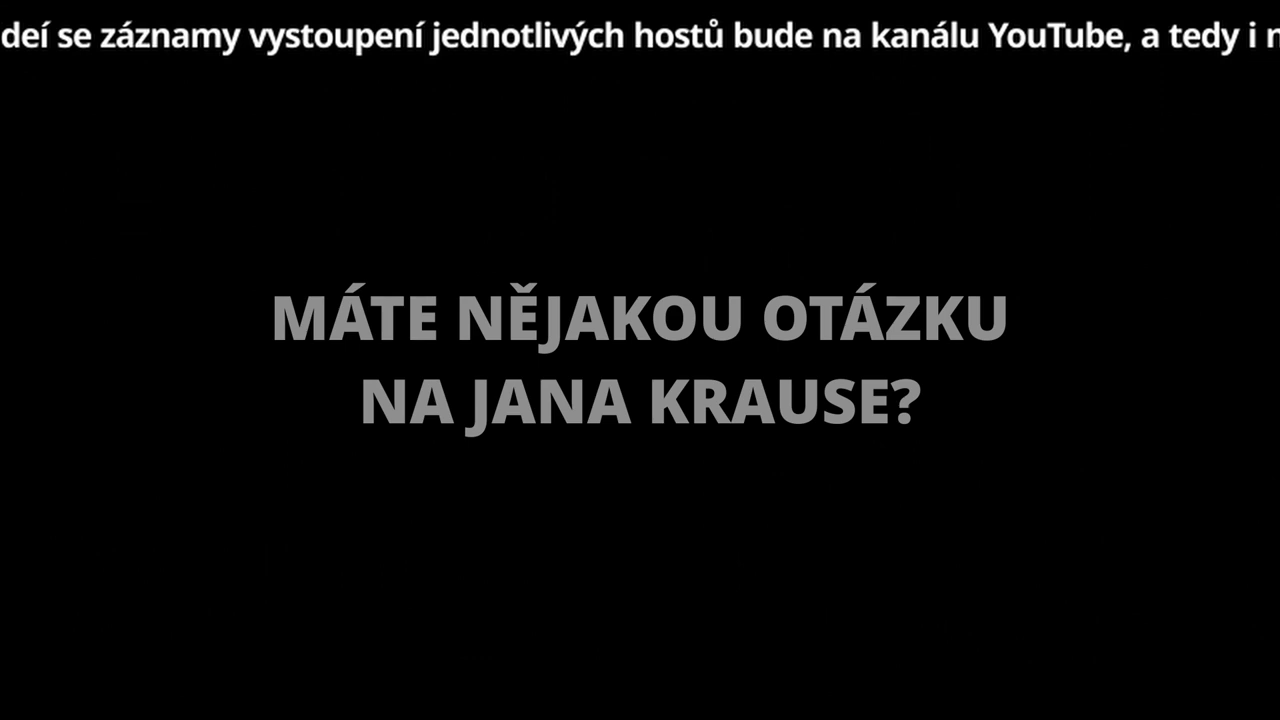 deí se záznamy vystoupení jednotlivých hostů bude na kanálu YouTube, a tedy i
MÁTE NĚJAKOU OTÁZKU
NA JANA KRAUSE?